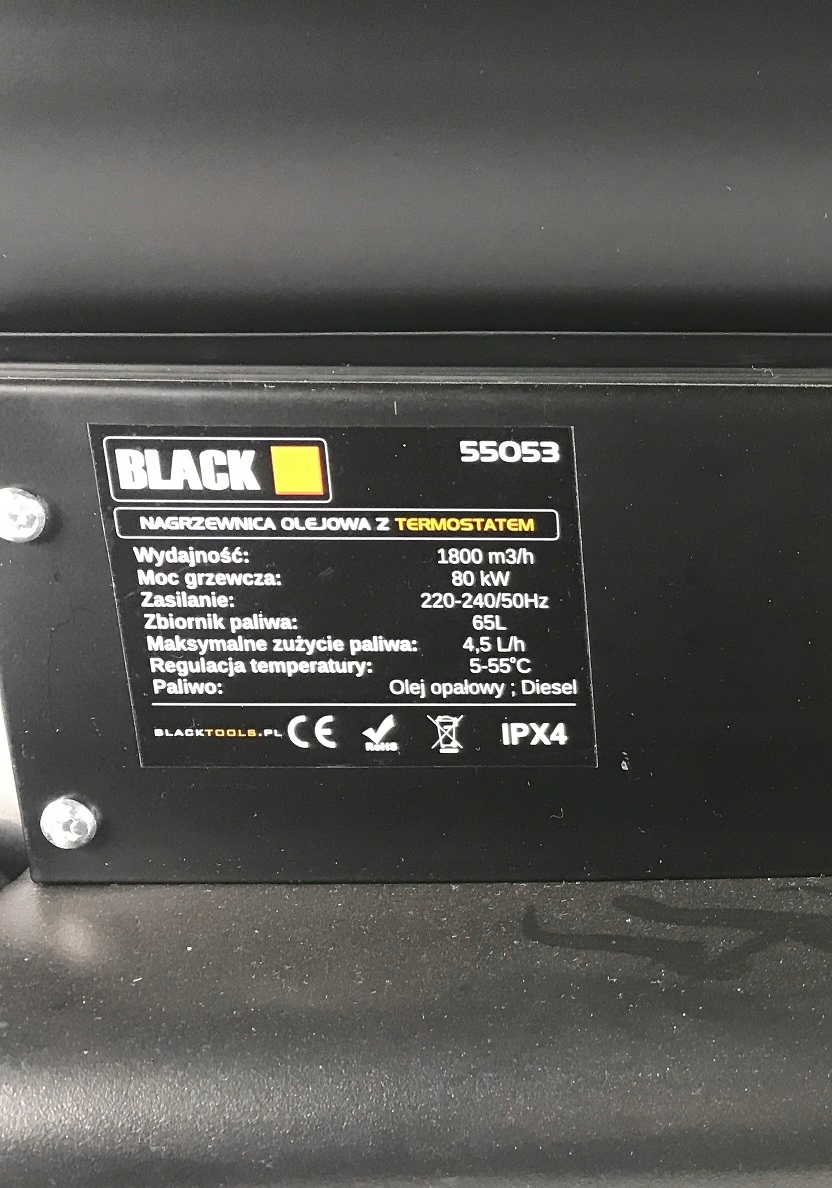 BLACK
55053
NAGRZEWNICA OLEJOWA Z TERMOSTATEM
Wydajność: 1800 m3/h
Moc grzewcza: 80 kW
Zasilanie: 220-240/50Hz
Zbiornik paliwa: 65L
Maksymalne zużycie paliwa: 4,5 L/h
Regulacja temperatury: 5-55°C
Paliwo: Olej opałowy ; Diesel
BLACKTOOLS.PL CE RoHS IPX4